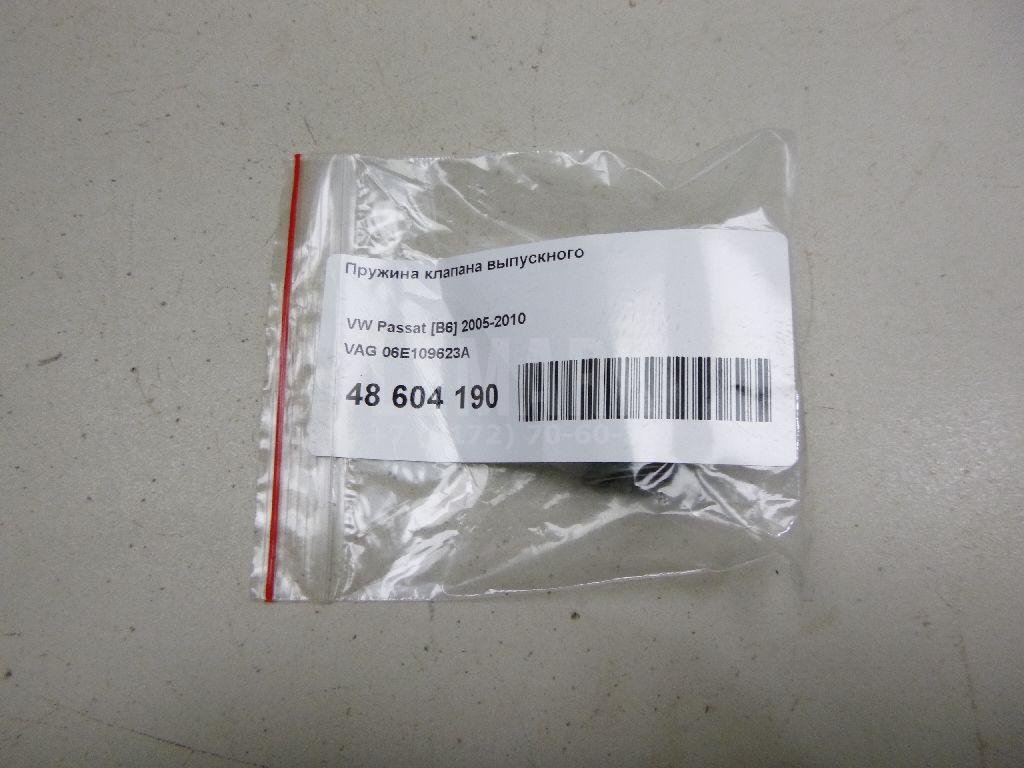 Пружина клапана выпускного
VW Passat [B6] 2005-2010
VAG 06E109623A
48 604 190